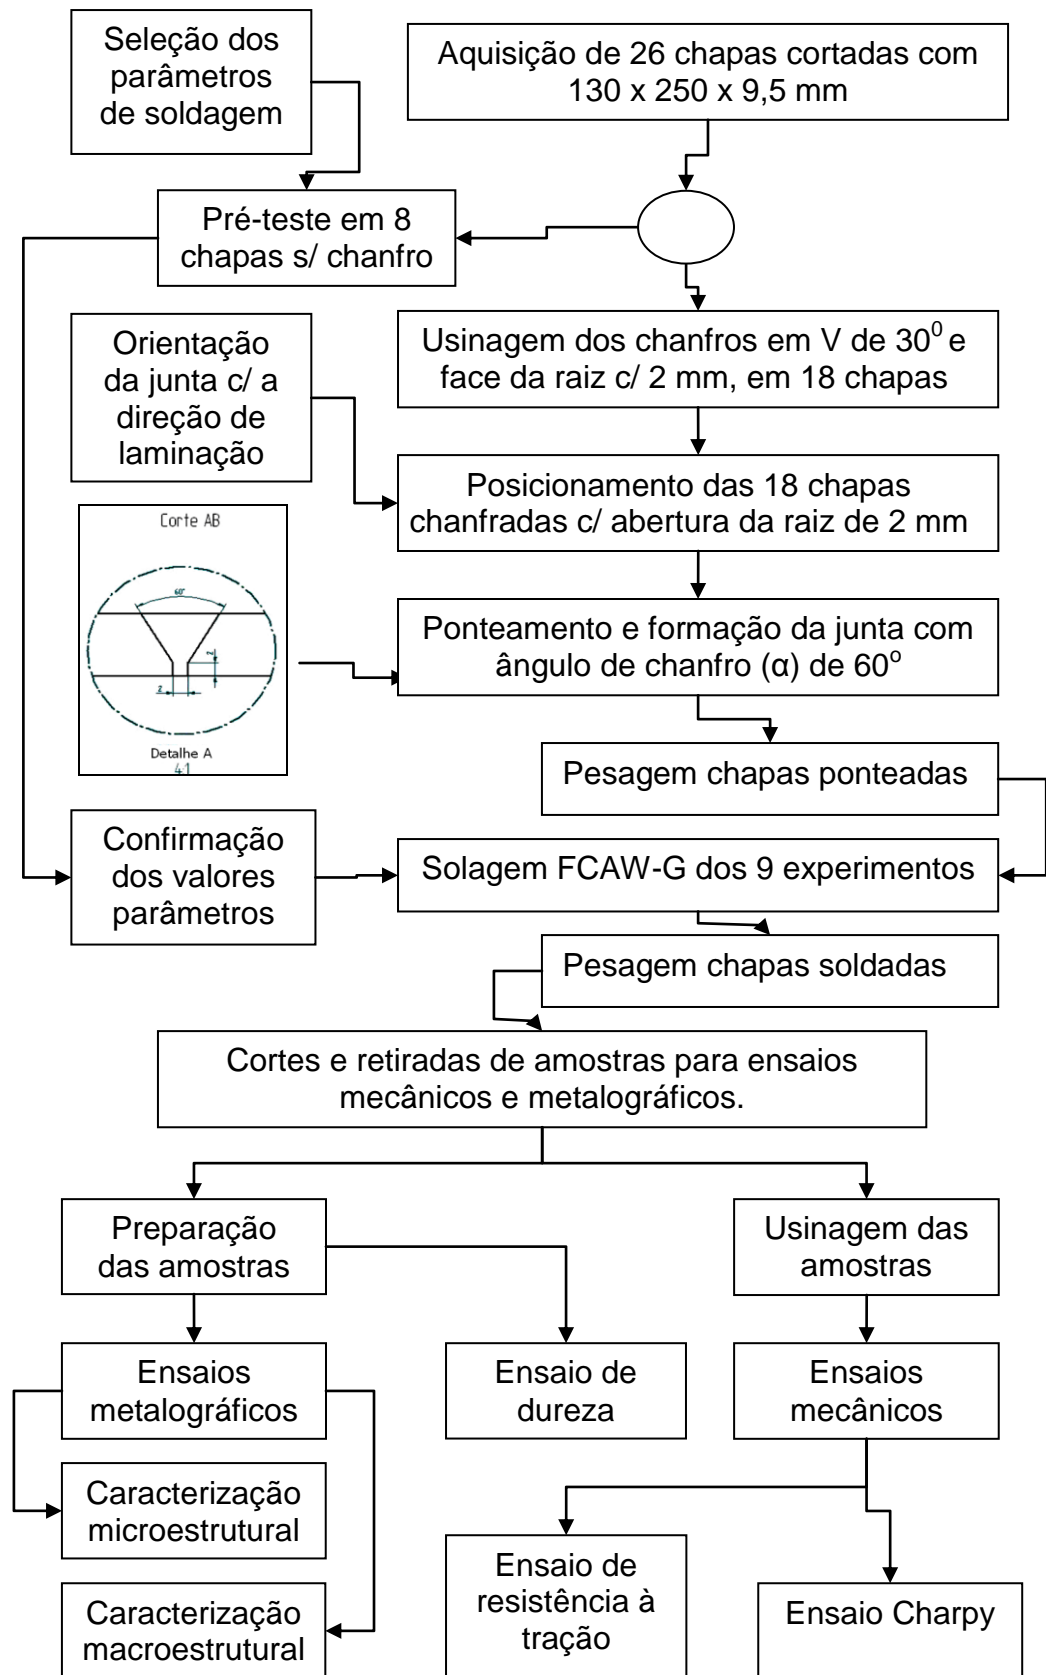 Seleção dos
parâmetros
de soldagem
Aquisição de 26 chapas cortadas com
130 x 250 x 9,5 mm
Pré-teste em 8
chapas s/ chanfro
Orientação
da junta c/ a
direção de
laminação
Usinagem dos chanfros em V de 30⁰ e
face da raiz c/ 2 mm, em 18 chapas
Posicionamento das 18 chapas
chanfradas c/ abertura da raiz de 2 mm
Corte AB
60°
2
2
Detalhe A
4:1
Ponteamento e formação da junta com
ângulo de chanfro (α) de 60º
Pesagem chapas ponteadas
Confirmação
dos valores
parâmetros
Solagem FCAW-G dos 9 experimentos
Pesagem chapas soldadas
Cortes e retiradas de amostras para ensaios
mecânicos e metalográficos.
Preparação
das amostras
Usinagem das
amostras
Ensaios
metalográficos
Ensaio de
dureza
Ensaios
mecânicos
Caracterização
microestrutural
Ensaio de
resistência à
tração
Ensaio Charpy
Caracterização
macroestrutural